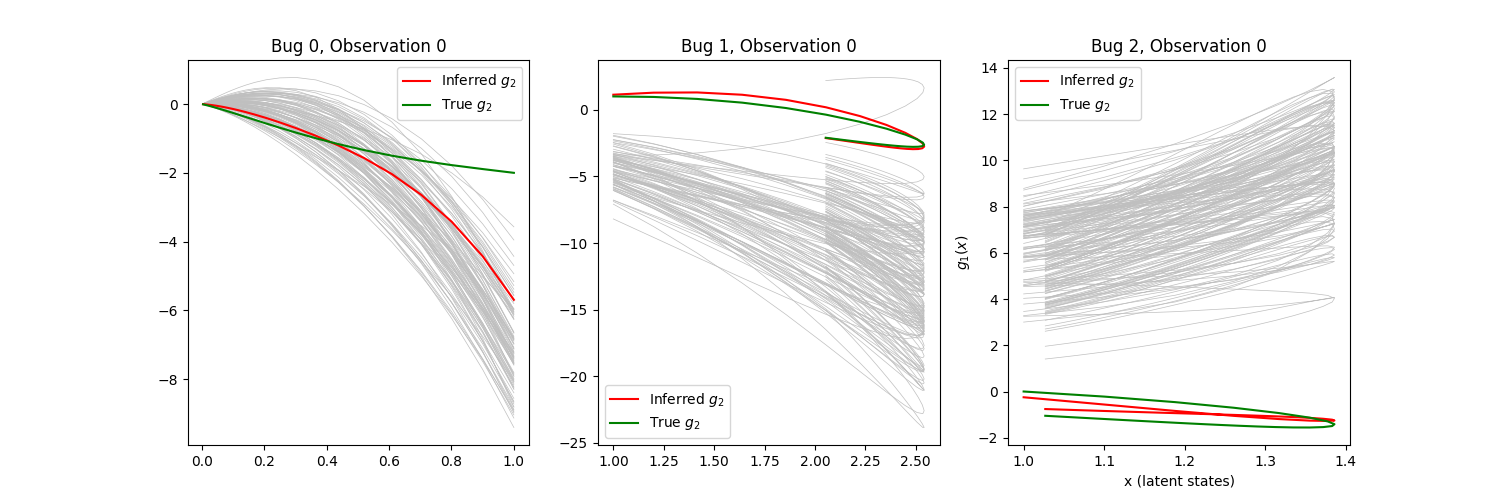 Bug 0, Observation 0
Inferred g₂
True g₂
0
−2
−4
−6
−8
0.0 0.2 0.4 0.6 0.8 1.0
Bug 1, Observation 0
0
−5
−10
−15
−20
−25
Inferred g₂
True g₂
1.00 1.25 1.50 1.75 2.00 2.25 2.50
Bug 2, Observation 0
Inferred g₂
True g₂
14
12
10
8
6
4
2
0
−2
g₁(x)
1.0 1.1 1.2 1.3 1.4
x (latent states)